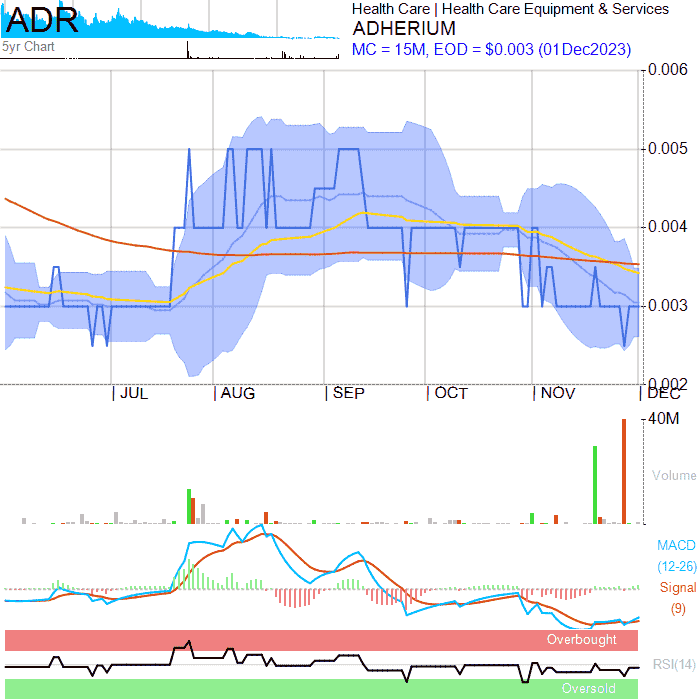 ADR
5yr Chart
Health Care | Health Care Equipment & Services
ADHERIUM
MC = 15M, EOD = $0.003 (01Dec2023)
0.006
0.005
0.004
0.003
0.002
JUL
AUG
SEP
OCT
NOV
DEC
40M
Volume
MACD
(12-26)
Signal
(9)
Overbought
RSI(14)
Oversold